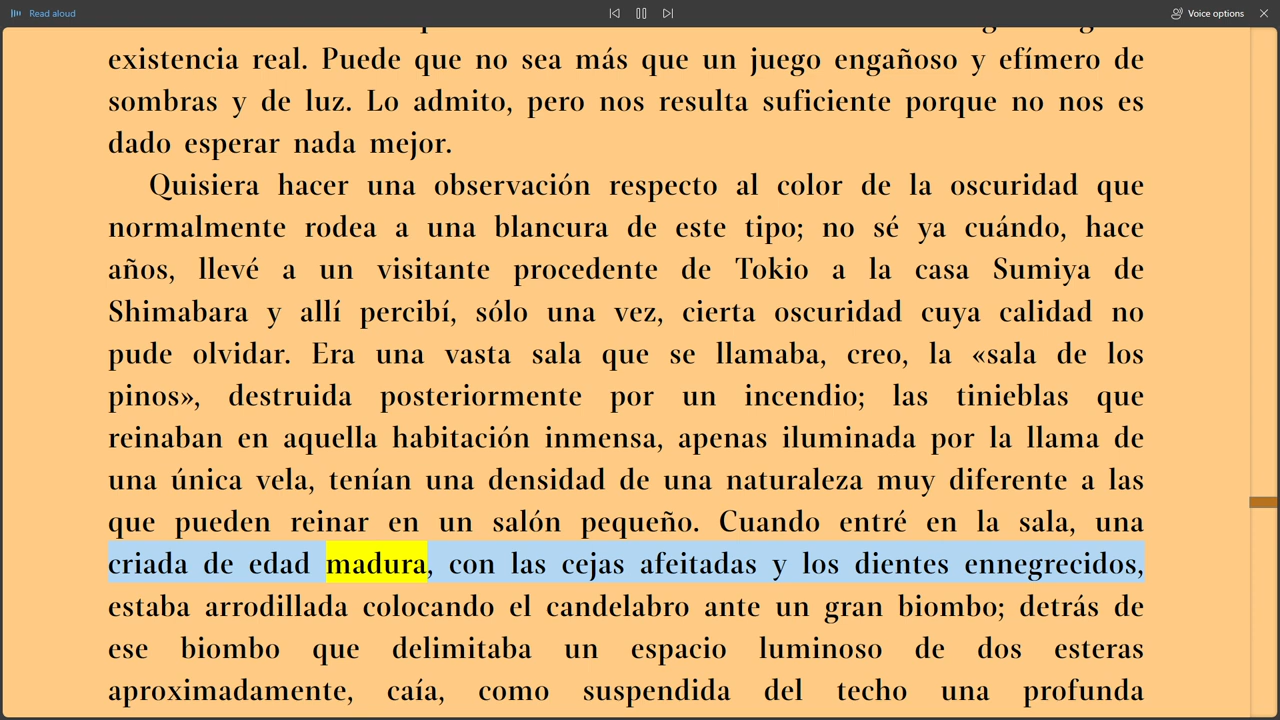 Read aloud
Voice options
existencia real. Puede que no sea más que un juego engañoso y efímero de
sombras y de luz. Lo admito, pero nos resulta suficiente porque no nos es
dado esperar nada mejor.
Quisiera hacer una observación respecto al color de la oscuridad que
normalmente rodea a una blancura de este tipo; no sé ya cuándo, hace
años, llevé a un visitante procedente de Tokio a la casa Sumiya de
Shimabara y allí percibí, sólo una vez, cierta oscuridad cuya calidad no
pude olvidar. Era una vasta sala que se llamaba, creo, la «sala de los
pinos», destruida posteriormente por un incendio; las tinieblas que
reinaban en aquella habitación inmensa, apenas iluminada por la llama de
una única vela, tenían una densidad de una naturaleza muy diferente a las
que pueden reinar en un salón pequeño. Cuando entré en la sala, una
criada de edad madura, con las cejas afeitadas y los dientes ennegrecidos,
estaba arrodillada colocando el candelabro ante un gran biombo; detrás de
ese biombo que delimitaba un espacio luminoso de dos esteras
aproximadamente, caía, como suspendida del techo una profunda